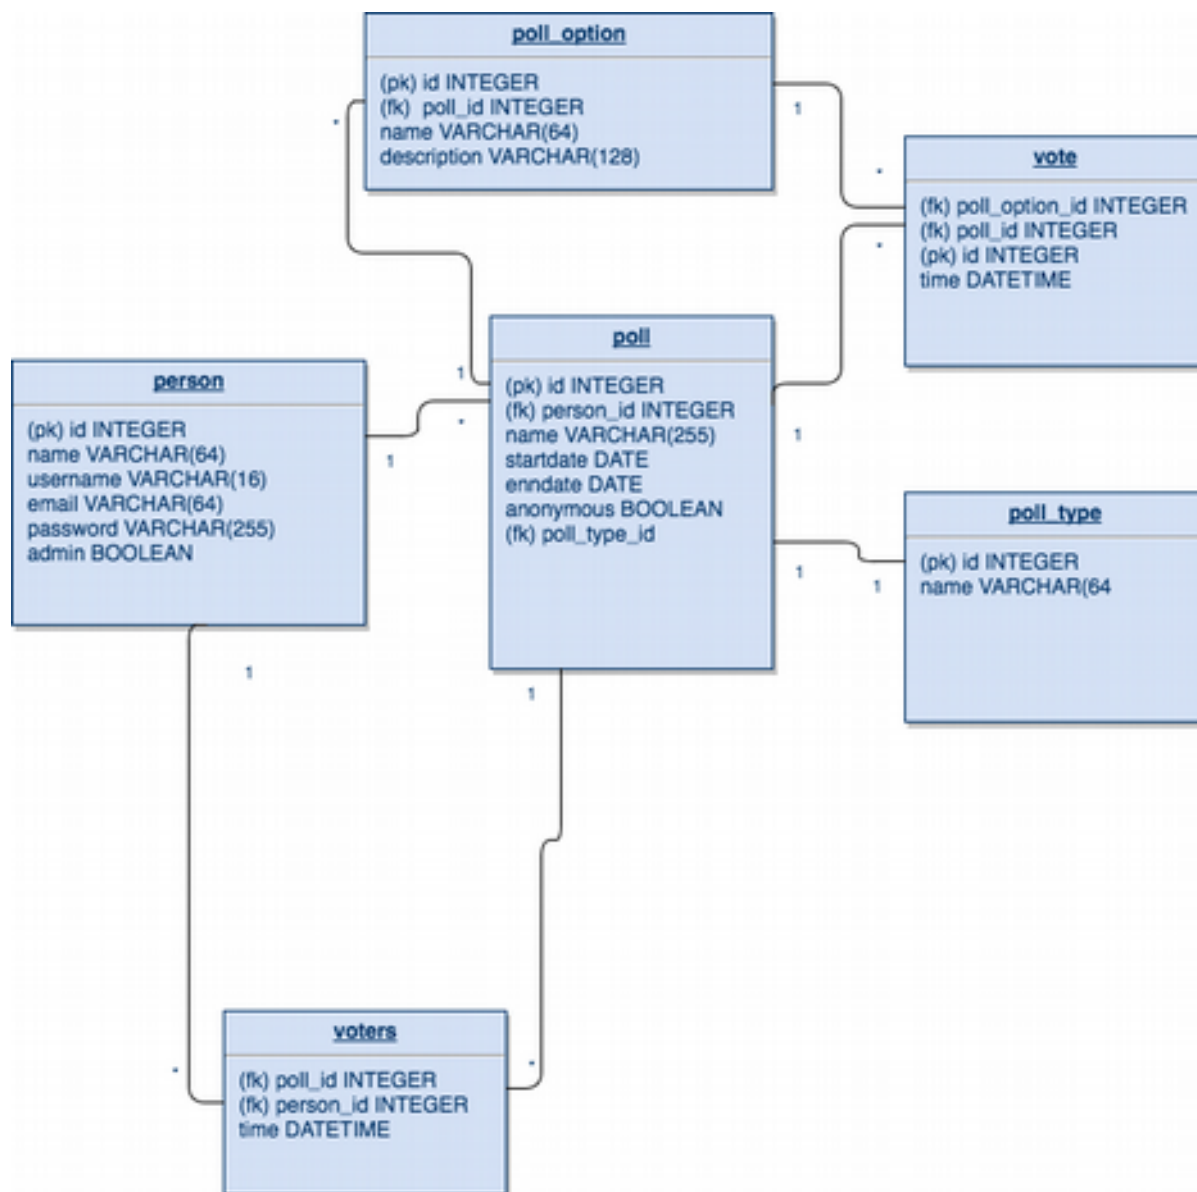 poll_option
(pk) id INTEGER
(fk) poll_id INTEGER
name VARCHAR(64)
description VARCHAR(128)
*
1
*
vote
(fk) poll_option_id INTEGER
(fk) poll_id INTEGER
(pk) id INTEGER
time DATETIME
*
poll
(pk) id INTEGER
(fk) person_id INTEGER
name VARCHAR(255)
startdate DATE
enndate DATE
anonymous BOOLEAN
(fk) poll_type_id
1
*
1
1
person
(pk) id INTEGER
name VARCHAR(64)
username VARCHAR(16)
email VARCHAR(64)
password VARCHAR(255)
admin BOOLEAN
poll_type
(pk) id INTEGER
name VARCHAR(64
1
1
1
1
voters
(fk) poll_id INTEGER
(fk) person_id INTEGER
time DATETIME
*
*